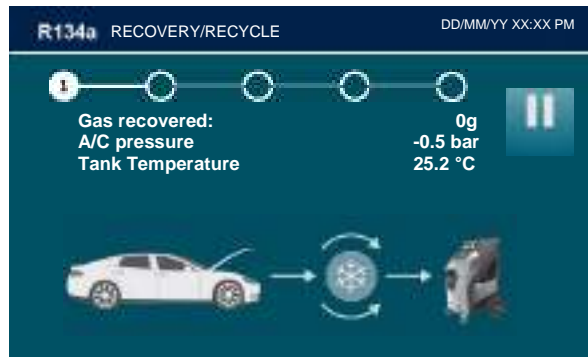 R134a RECOVERY/RECYCLE DD/MM/YY XX:XX PM
1
Gas recovered: 0g
A/C pressure -0.5 bar
Tank Temperature 25.2 °C